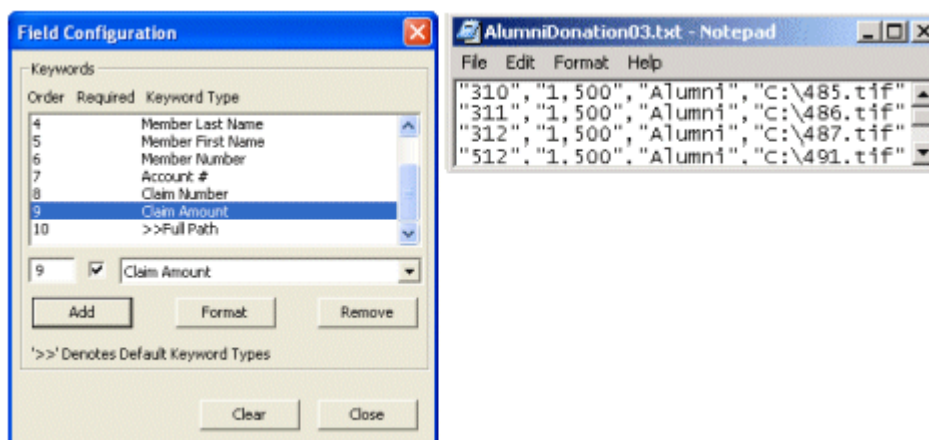 Field Configuration
Keywords
Order Required Keyword Type
4 Member Last Name
5 Member First Name
6 Member Number
7 Account #
8 Claim Number
9 Claim Amount
10 >>Full Path
9 Claim Amount
Add Format Remove
'>>' Denotes Default Keyword Types
Clear Close
AlumniDonation03.txt - Notepad
File Edit Format Help
"310","1,500","Alumni","C:\485.tif"
"311","1,500","Alumni","C:\486.tif"
"312","1,500","Alumni","C:\487.tif"
"512","1,500","Alumni","C:\491.tif"